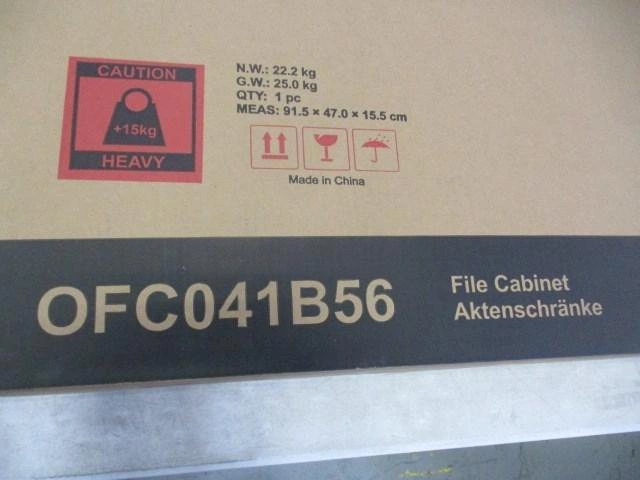 CAUTION
+15kg
HEAVY
N.W.: 22.2 kg
G.W.: 25.0 kg
QTY: 1 pc
MEAS: 91.5 × 47.0 × 15.5 cm
Made in China
OFC041B56
File Cabinet
Aktenschränke